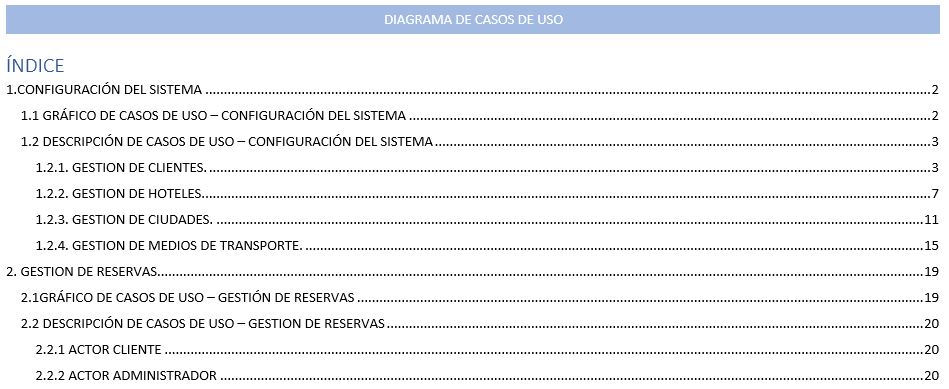 DIAGRAMA DE CASOS DE USO
ÍNDICE
1.CONFIGURACIÓN DEL SISTEMA ........ 2
1.1 GRÁFICO DE CASOS DE USO – CONFIGURACIÓN DEL SISTEMA ........ 2
1.2 DESCRIPCIÓN DE CASOS DE USO – CONFIGURACIÓN DEL SISTEMA ........ 3
1.2.1. GESTION DE CLIENTES. ........ 3
1.2.2. GESTION DE HOTELES ........ 7
1.2.3. GESTION DE CIUDADES. ........ 11
1.2.4. GESTION DE MEDIOS DE TRANSPORTE. ........ 15
2. GESTION DE RESERVAS ........ 19
2.1GRÁFICO DE CASOS DE USO – GESTIÓN DE RESERVAS ........ 19
2.2 DESCRIPCIÓN DE CASOS DE USO – GESTION DE RESERVAS ........ 20
2.2.1 ACTOR CLIENTE ........ 20
2.2.2 ACTOR ADMINISTRADOR ........ 20